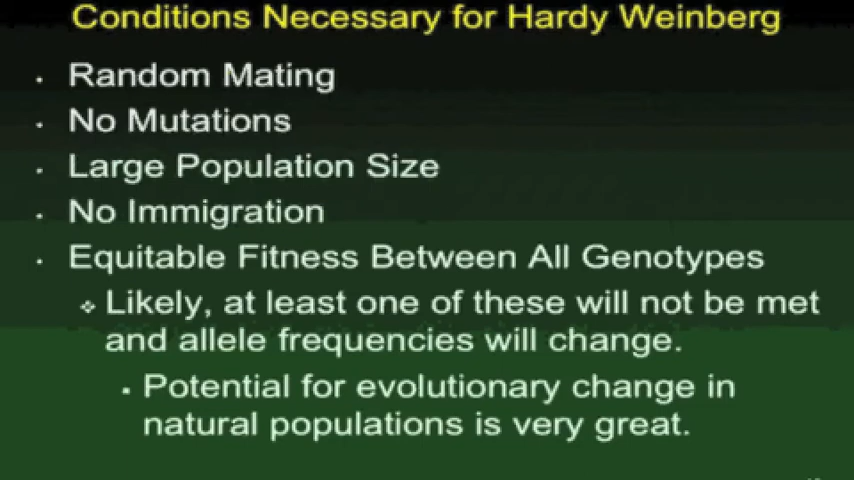 Conditions Necessary for Hardy Weinberg
· Random Mating
· No Mutations
· Large Population Size
· No Immigration
· Equitable Fitness Between All Genotypes
❖ Likely, at least one of these will not be met
and allele frequencies will change.
▪ Potential for evolutionary change in
natural populations is very great.